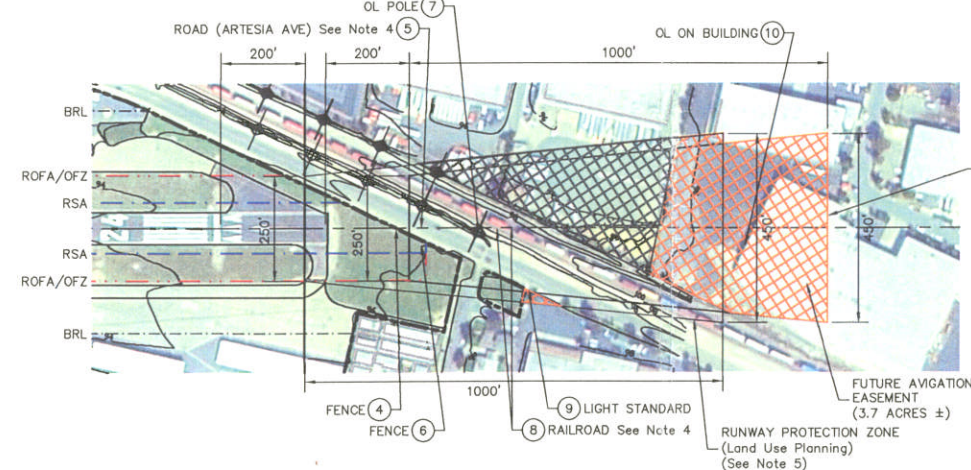 OL POLE 7
ROAD (ARTESIA AVE) See Note 4 5
OL ON BUILDING 10
200'
200'
1000'
BRL
ROFA/OFZ
RSA
RSA
ROFA/OFZ
BRL
250'
250'
450'
450'
1000'
FENCE 4
FENCE 6
9 LIGHT STANDARD
8 RAILROAD See Note 4
RUNWAY PROTECTION ZONE
(Land Use Planning)
(See Note 5)
FUTURE AVIGATION
EASEMENT
(3.7 ACRES ±)